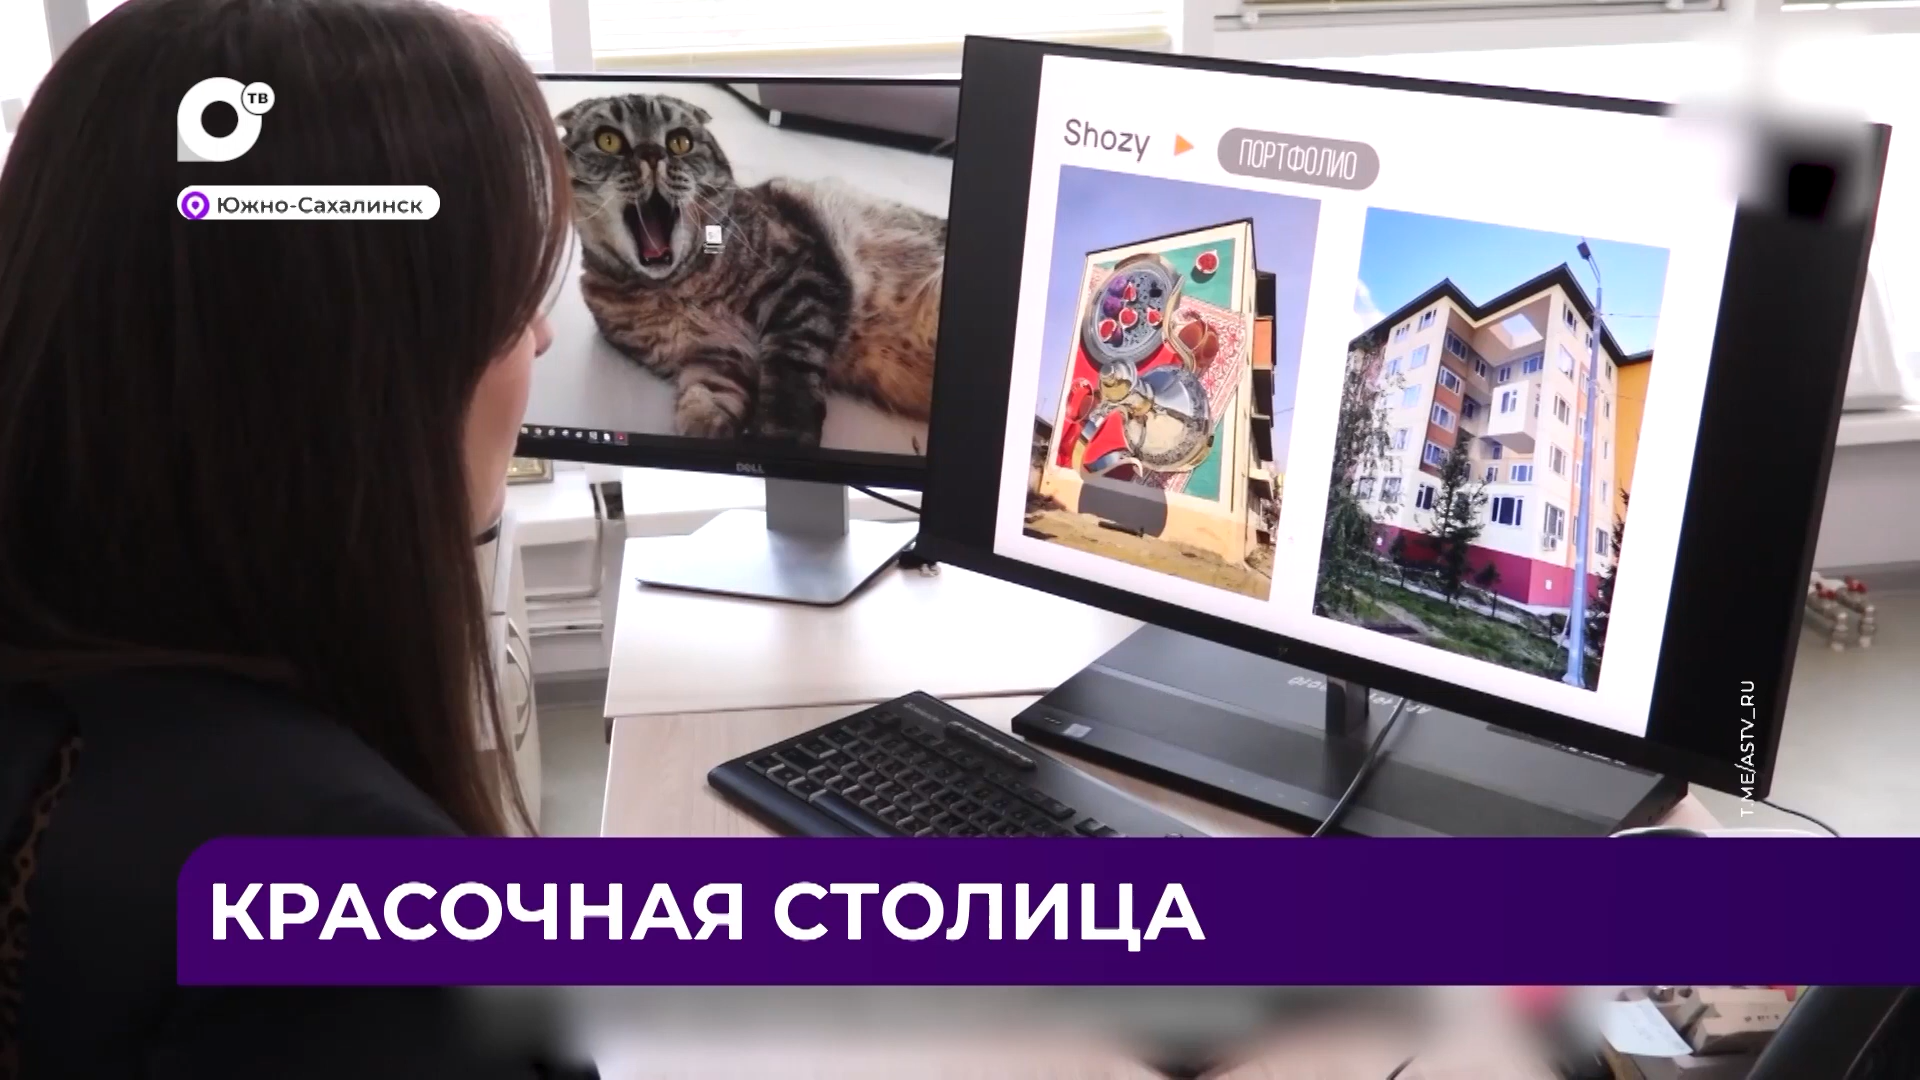 ТВ
Южно-Сахалинск
Shozy
ПОРТФОЛИО
DELL
T.ME/ASTV_RU
КРАСОЧНАЯ СТОЛИЦА